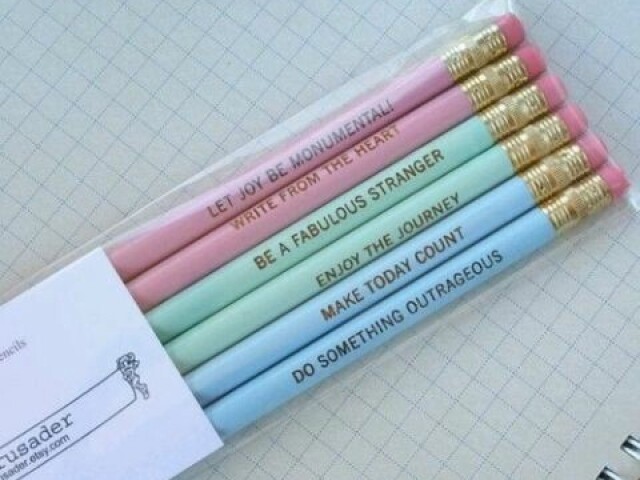 LET JOY BE MONUMENTAL!
WRITE FROM THE HEART
BE A FABULOUS STRANGER
ENJOY THE JOURNEY
MAKE TODAY COUNT
DO SOMETHING OUTRAGEOUS
encils
rusader
sader.etsy.com